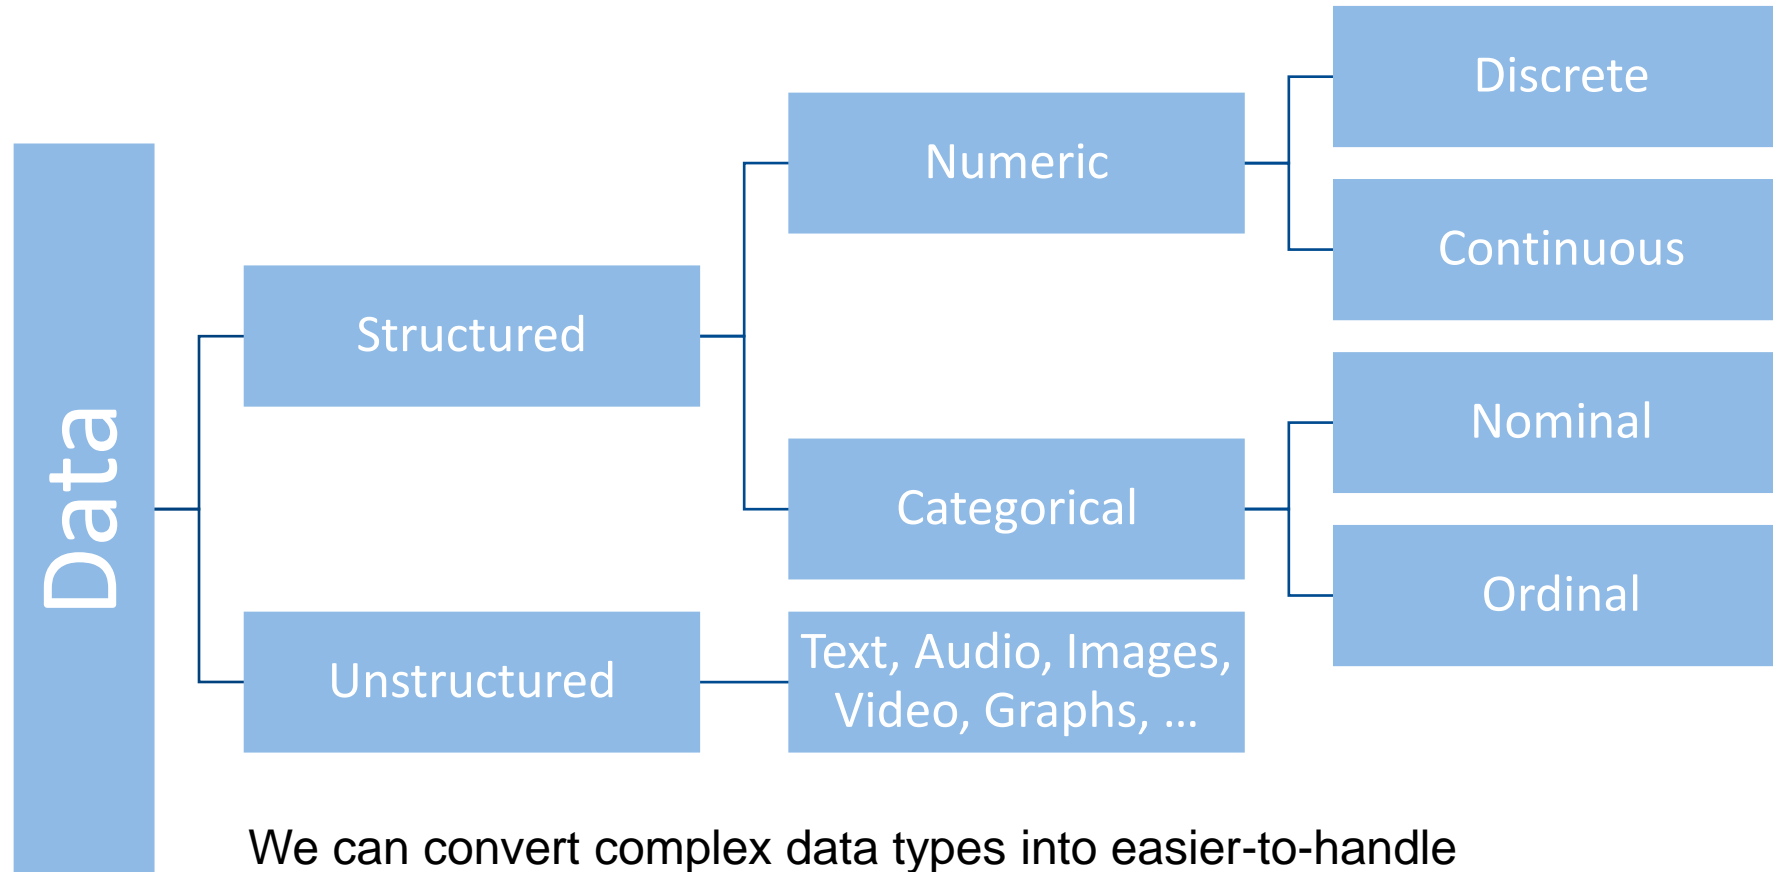 Data
Structured
Numeric
Discrete
Continuous
Categorical
Nominal
Ordinal
Unstructured
Text, Audio, Images,
Video, Graphs, ...
We can convert complex data types into easier-to-handle